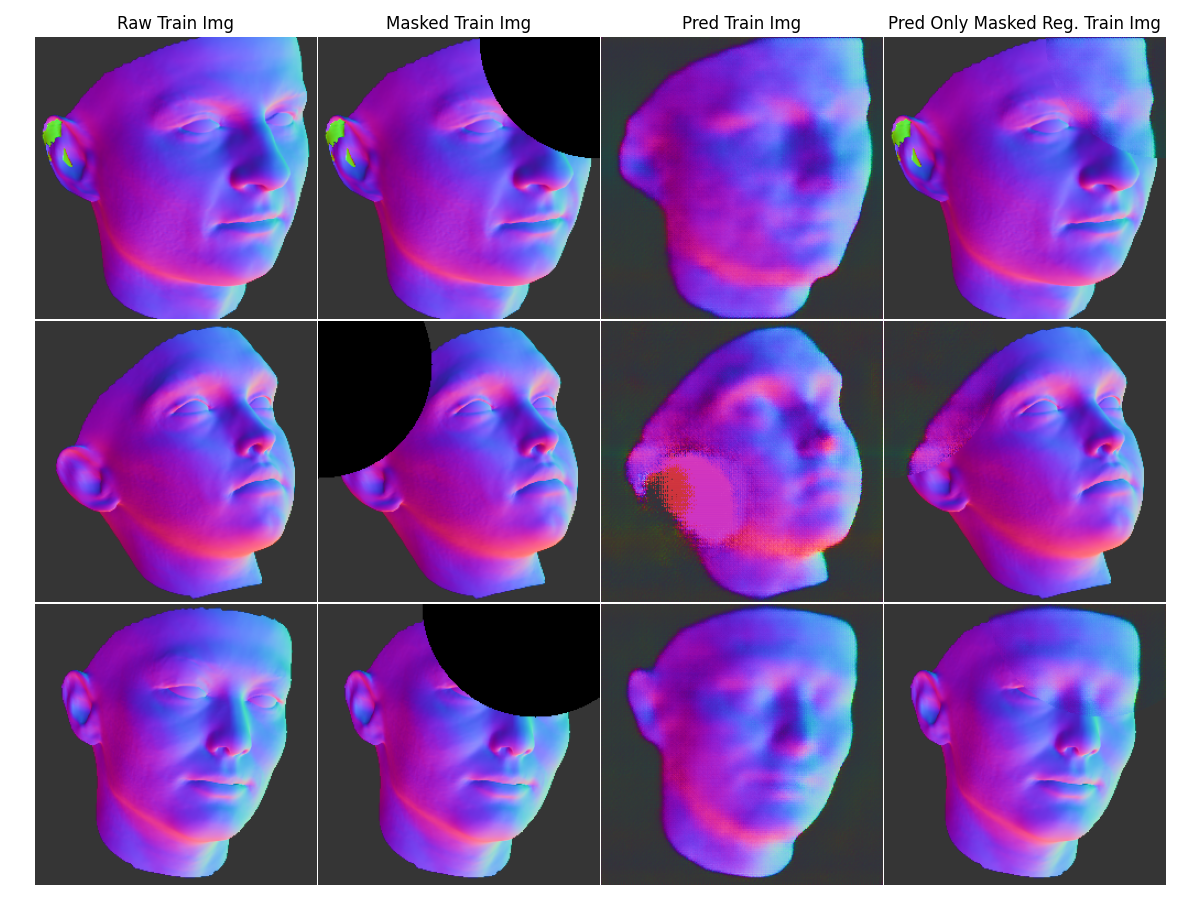 Raw Train Img
Masked Train Img
Pred Train Img
Pred Only Masked Reg. Train Img